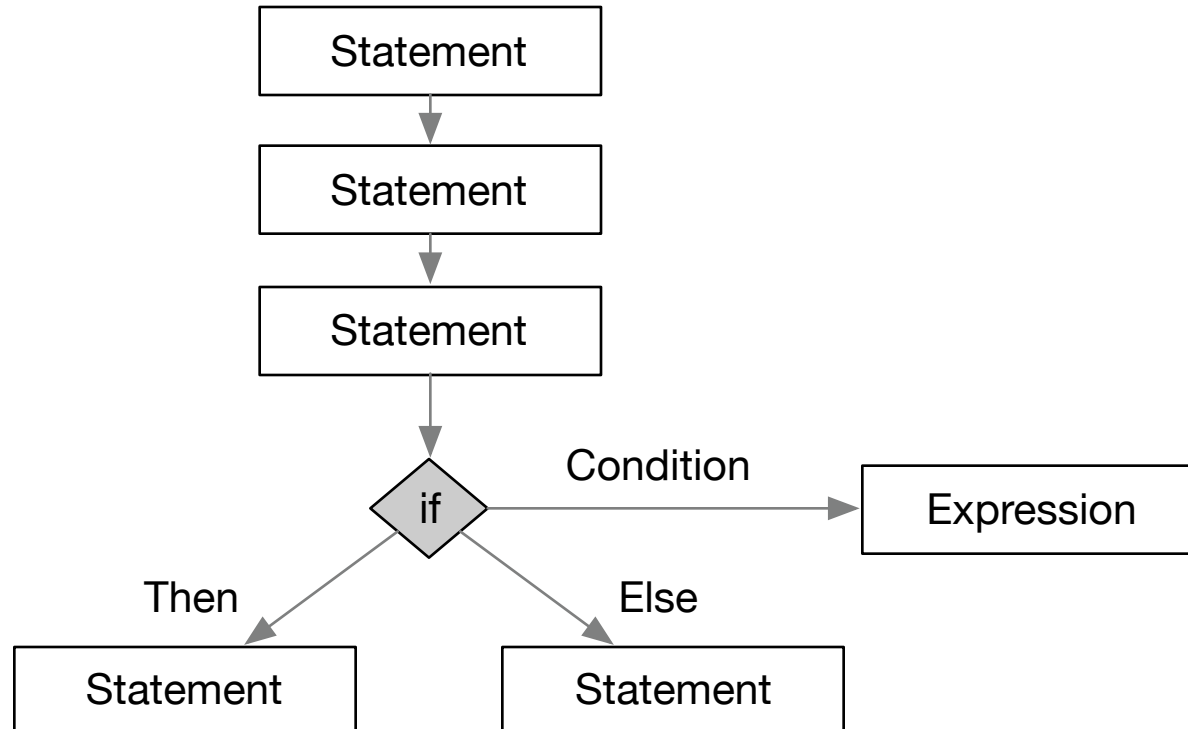 Statement
Statement
Statement
Condition
if
Expression
Then
Else
Statement
Statement